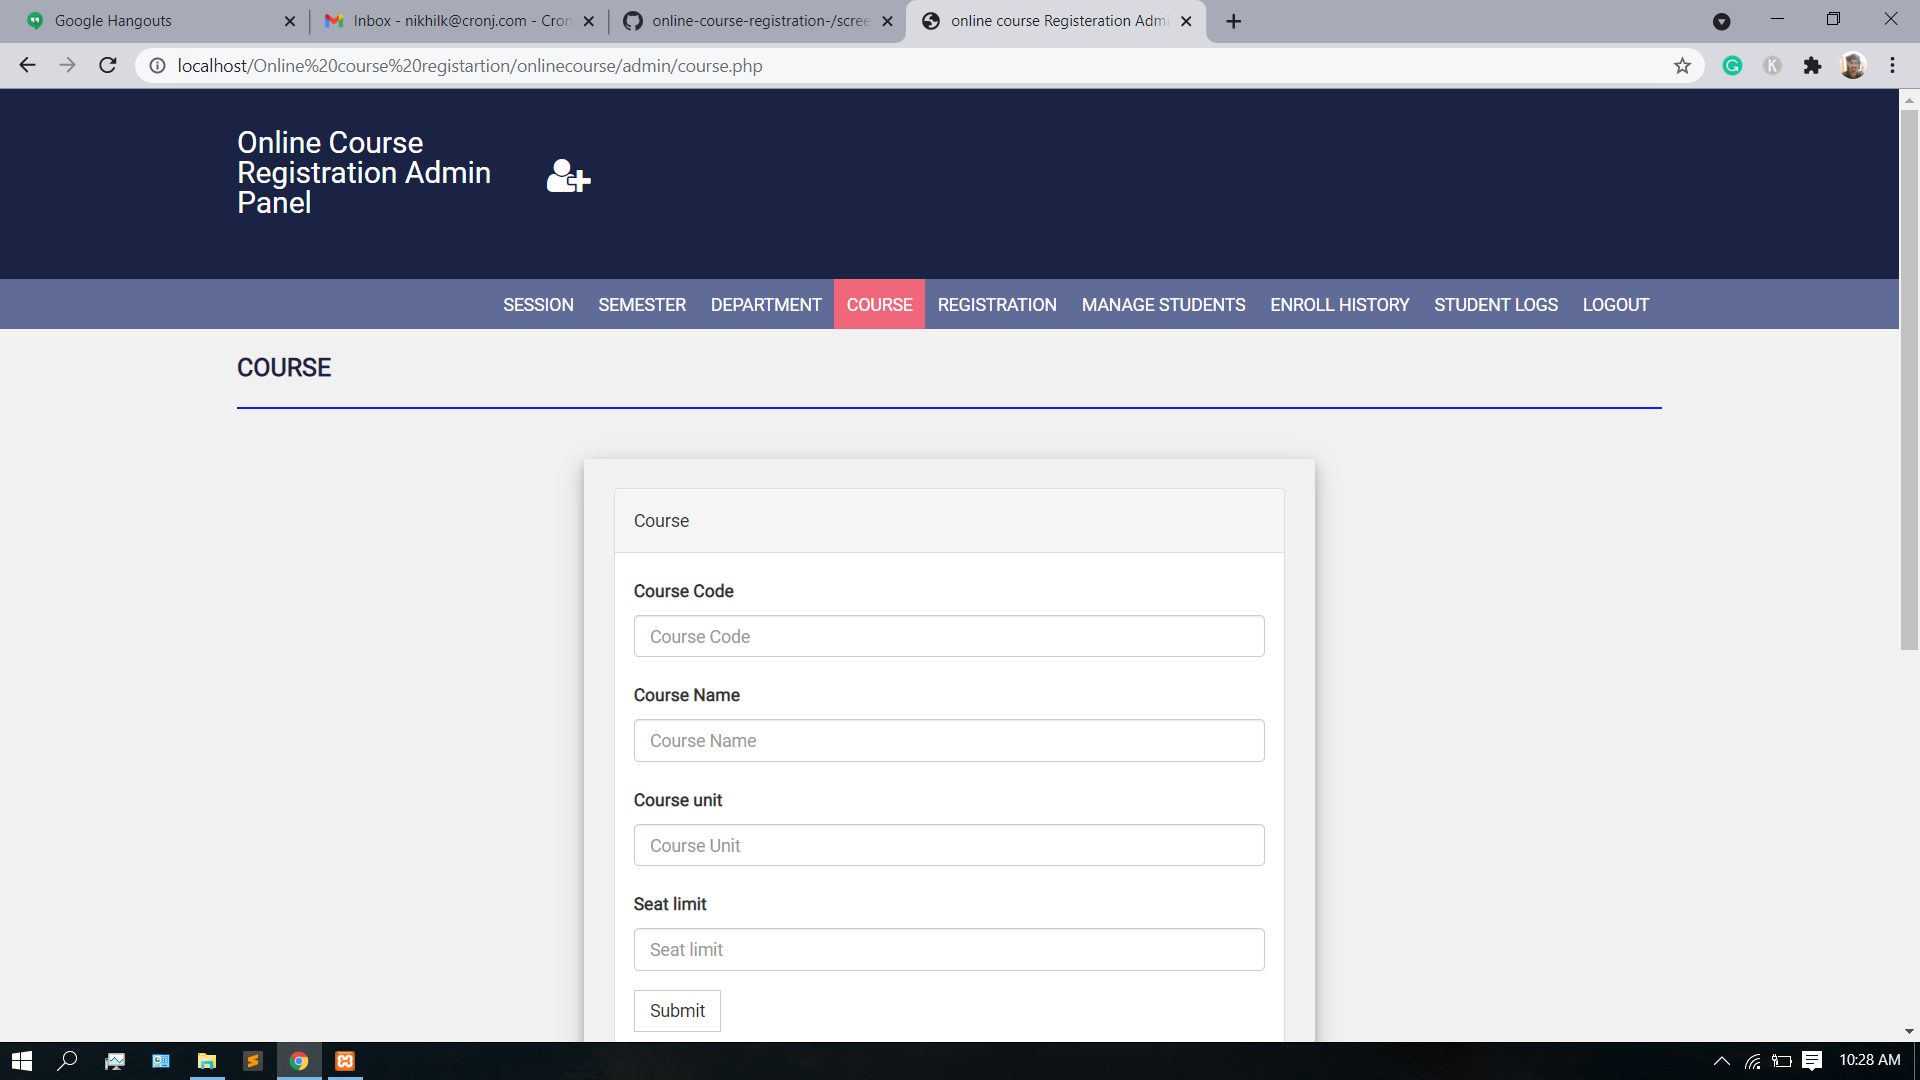 Google Hangouts
Inbox - nikhilk@cronj.com - Cron
online-course-registration-/scree
online course Registeration Admi
localhost/Online%20course%20registartion/onlinecourse/admin/course.php
Online Course
Registration Admin
Panel
SESSION SEMESTER DEPARTMENT COURSE REGISTRATION MANAGE STUDENTS ENROLL HISTORY STUDENT LOGS LOGOUT
COURSE
Course
Course Code
Course Code
Course Name
Course Name
Course unit
Course Unit
Seat limit
Seat limit
Submit
10:28 AM